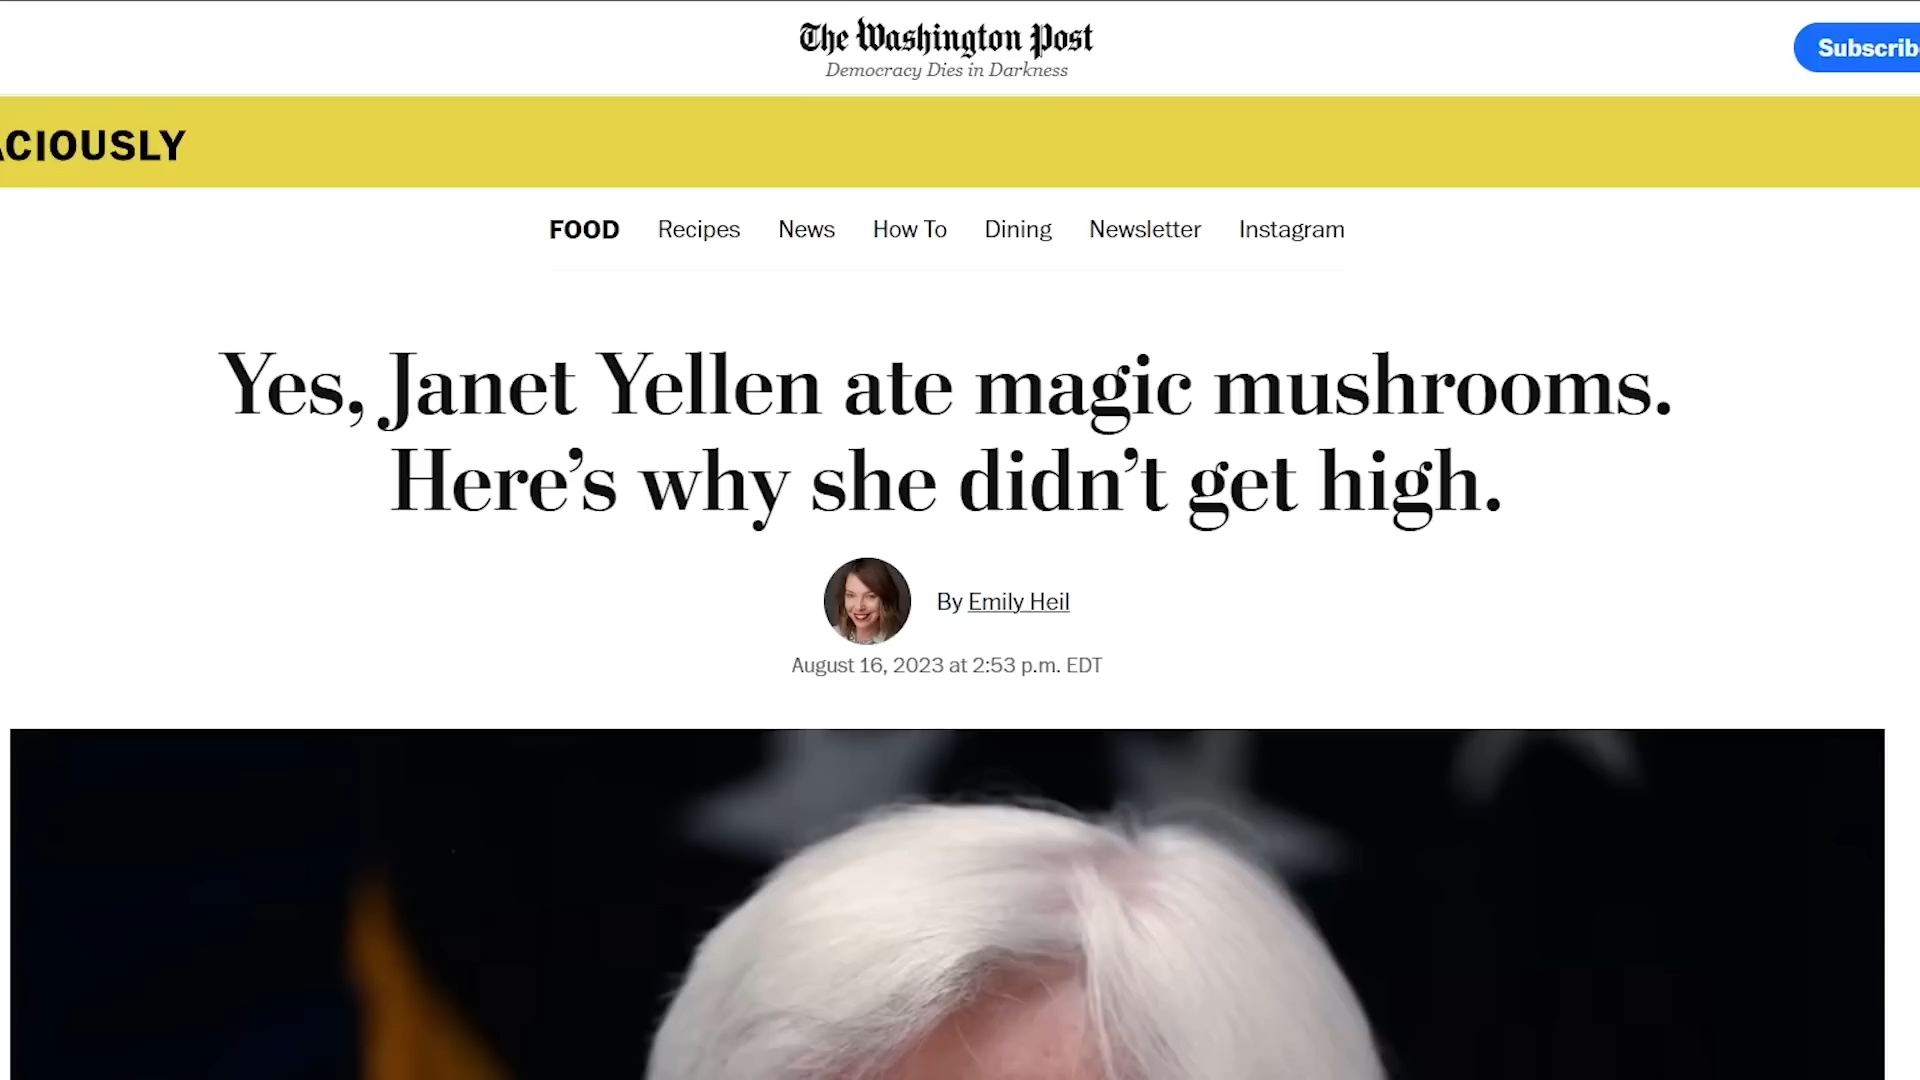 The Washington Post
Democracy Dies in Darkness
Subscrib
ACIOUSLY
FOOD Recipes News How To Dining Newsletter Instagram
Yes, Janet Yellen ate magic mushrooms.
Here’s why she didn’t get high.
By Emily Heil
August 16, 2023 at 2:53 p.m. EDT